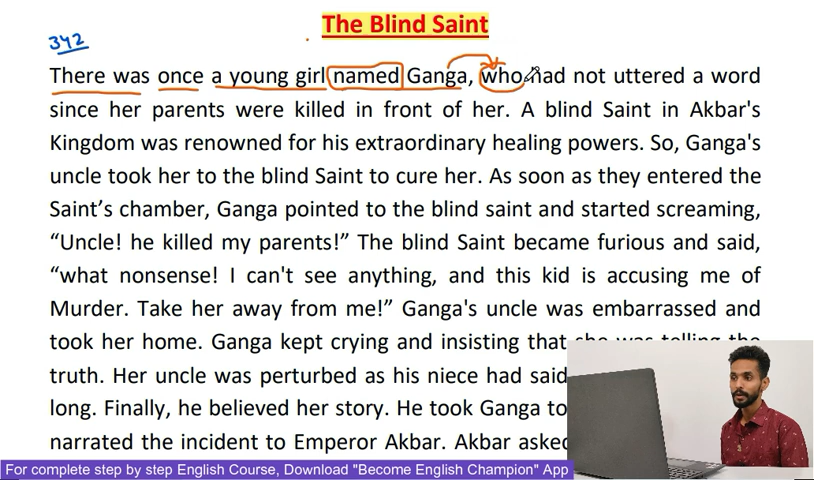 The Blind Saint
342
There was once a young girl named Ganga, who had not uttered a word
since her parents were killed in front of her. A blind Saint in Akbar's
Kingdom was renowned for his extraordinary healing powers. So, Ganga's
uncle took her to the blind Saint to cure her. As soon as they entered the
Saint’s chamber, Ganga pointed to the blind saint and started screaming,
“Uncle! he killed my parents!” The blind Saint became furious and said,
“what nonsense! I can't see anything, and this kid is accusing me of
Murder. Take her away from me!” Ganga's uncle was embarrassed and
took her home. Ganga kept crying and insisting that she was telling the
truth. Her uncle was perturbed as his niece had said
long. Finally, he believed her story. He took Ganga to
narrated the incident to Emperor Akbar. Akbar asked
For complete step by step English Course, Download "Become English Champion" App